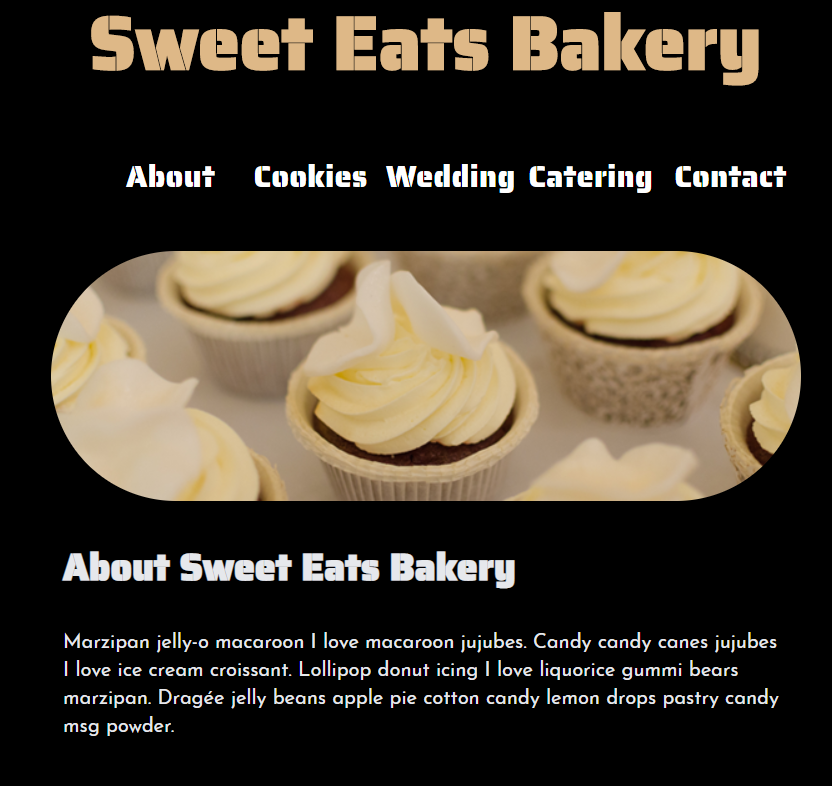 Sweet Eats Bakery
About Cookies Wedding Catering Contact
About Sweet Eats Bakery
Marzipan jelly-o macaroon I love macaroon jujubes. Candy candy canes jujubes
I love ice cream croissant. Lollipop donut icing I love liquorice gummi bears
marzipan. Dragée jelly beans apple pie cotton candy lemon drops pastry candy
msg powder.